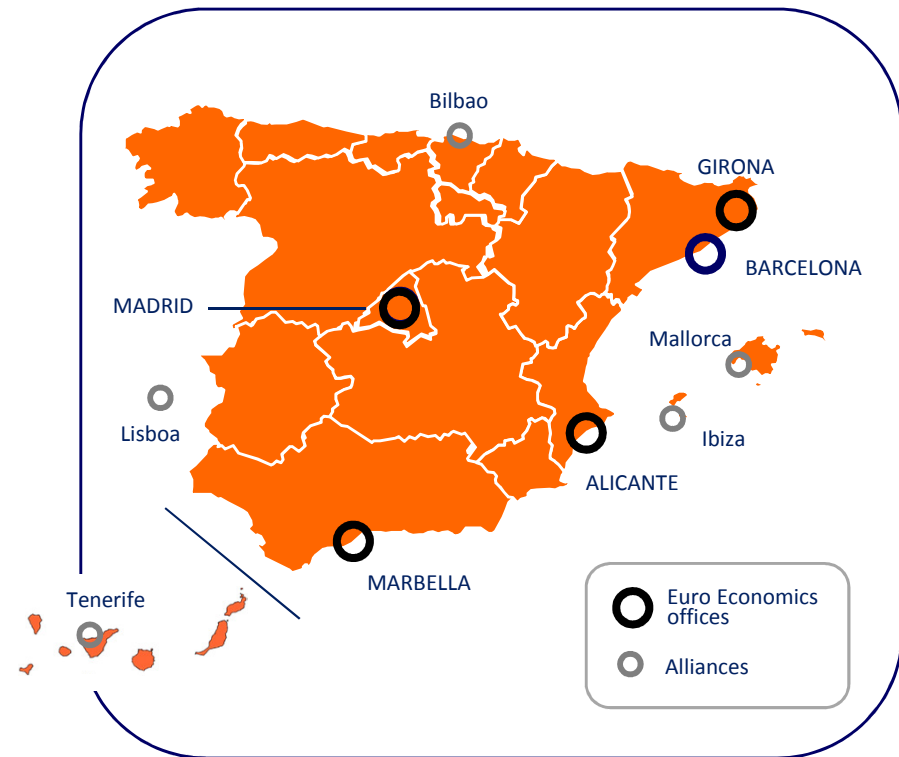 Bilbao
GIRONA
BARCELONA
MADRID
Mallorca
Lisboa
Ibiza
ALICANTE
MARBELLA
Tenerife
Euro Economics
offices
Alliances